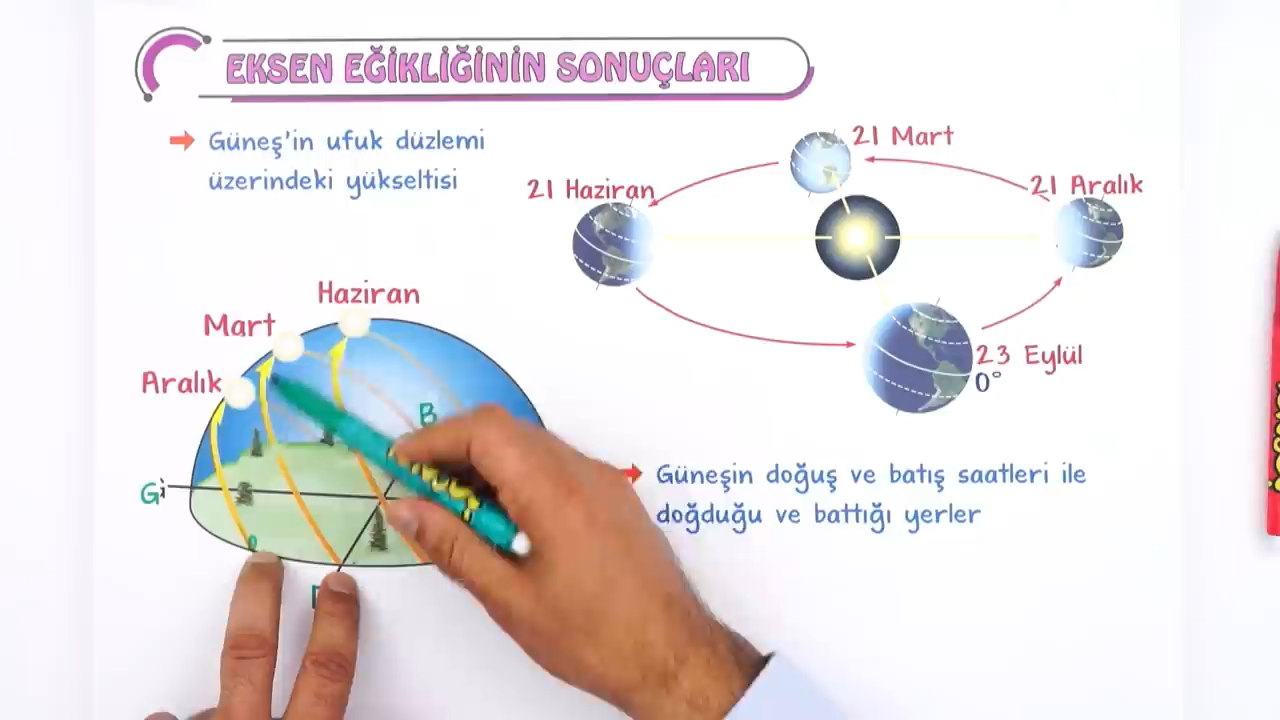 EKSEN EĞİKLİĞİNİN SONUÇLARI
Güneş'in ufuk düzlemi
üzerindeki yükseltisi
21 Mart
21 Haziran
21 Aralık
23 Eylül
0°
Haziran
Mart
Aralık
B
G
Güneşin doğuş ve batış saatleri ile
doğduğu ve battığı yerler